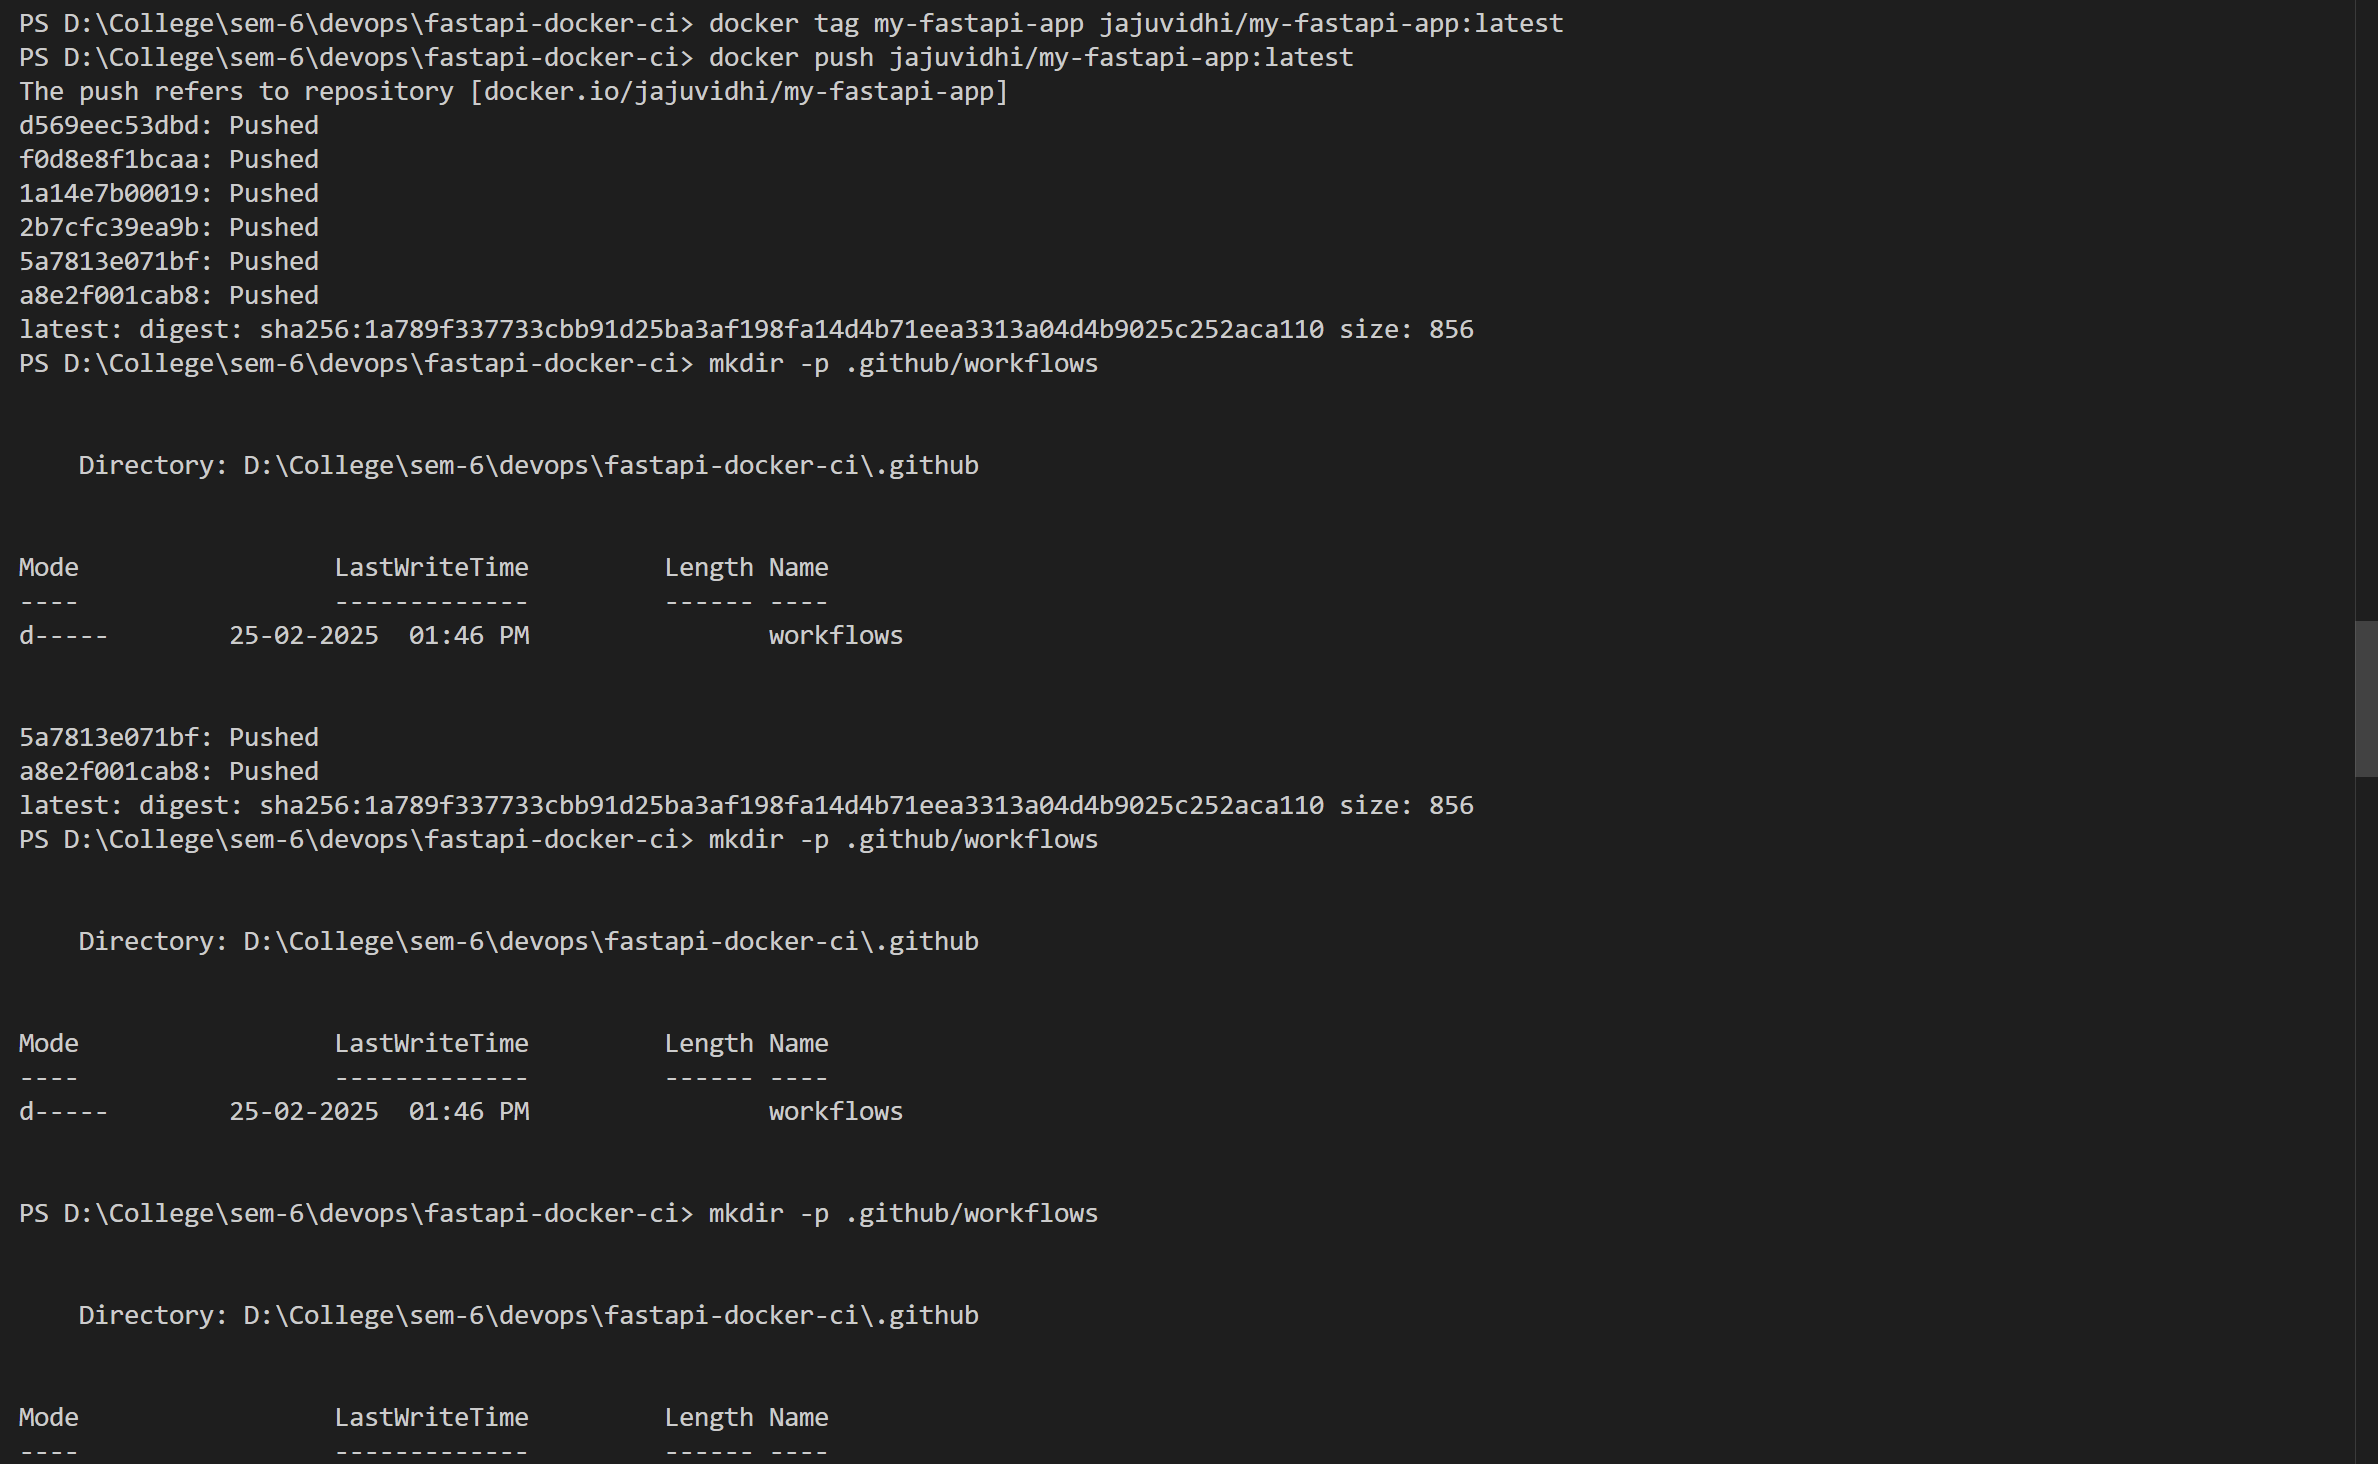 PS D:\College\sem-6\devops\fastapi-docker-ci> docker tag my-fastapi-app jajuvidhi/my-fastapi-app:latest
PS D:\College\sem-6\devops\fastapi-docker-ci> docker push jajuvidhi/my-fastapi-app:latest
The push refers to repository [docker.io/jajuvidhi/my-fastapi-app]
d569eec53dbd: Pushed
f0d8e8f1bcaa: Pushed
1a14e7b00019: Pushed
2b7cfc39ea9b: Pushed
5a7813e071bf: Pushed
a8e2f001cab8: Pushed
latest: digest: sha256:1a789f337733cbb91d25ba3af198fa14d4b71eea3313a04d4b9025c252aca110 size: 856
PS D:\College\sem-6\devops\fastapi-docker-ci> mkdir -p .github/workflows
    Directory: D:\College\sem-6\devops\fastapi-docker-ci\.github
Mode                 LastWriteTime         Length Name
----                 -------------         ------ ----
d-----        25-02-2025  01:46 PM                workflows
5a7813e071bf: Pushed
a8e2f001cab8: Pushed
latest: digest: sha256:1a789f337733cbb91d25ba3af198fa14d4b71eea3313a04d4b9025c252aca110 size: 856
PS D:\College\sem-6\devops\fastapi-docker-ci> mkdir -p .github/workflows
    Directory: D:\College\sem-6\devops\fastapi-docker-ci\.github
Mode                 LastWriteTime         Length Name
----                 -------------         ------ ----
d-----        25-02-2025  01:46 PM                workflows
PS D:\College\sem-6\devops\fastapi-docker-ci> mkdir -p .github/workflows
    Directory: D:\College\sem-6\devops\fastapi-docker-ci\.github
Mode                 LastWriteTime         Length Name
----                 -------------         ------ ----